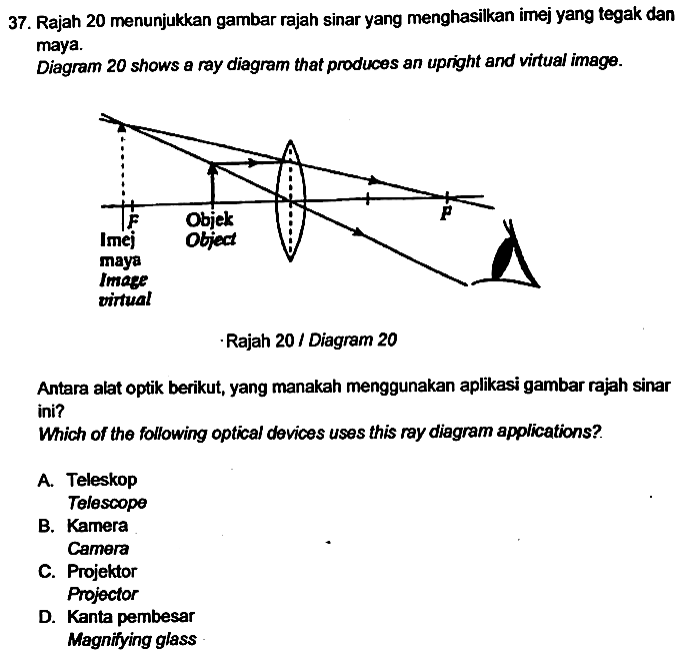 37. Rajah 20 menunjukkan gambar rajah sinar yang menghasilkan imej yang tegak dan
maya.
Diagram 20 shows a ray diagram that produces an upright and virtual image.
F
P
Objek
Object
Imej
maya
Image
virtual
Rajah 20 / Diagram 20
Antara alat optik berikut, yang manakah menggunakan aplikasi gambar rajah sinar
ini?
Which of the following optical devices uses this ray diagram applications?.
A. Teleskop
Telescope
B. Kamera
Camera
C. Projektor
Projector
D. Kanta pembesar
Magnifying glass